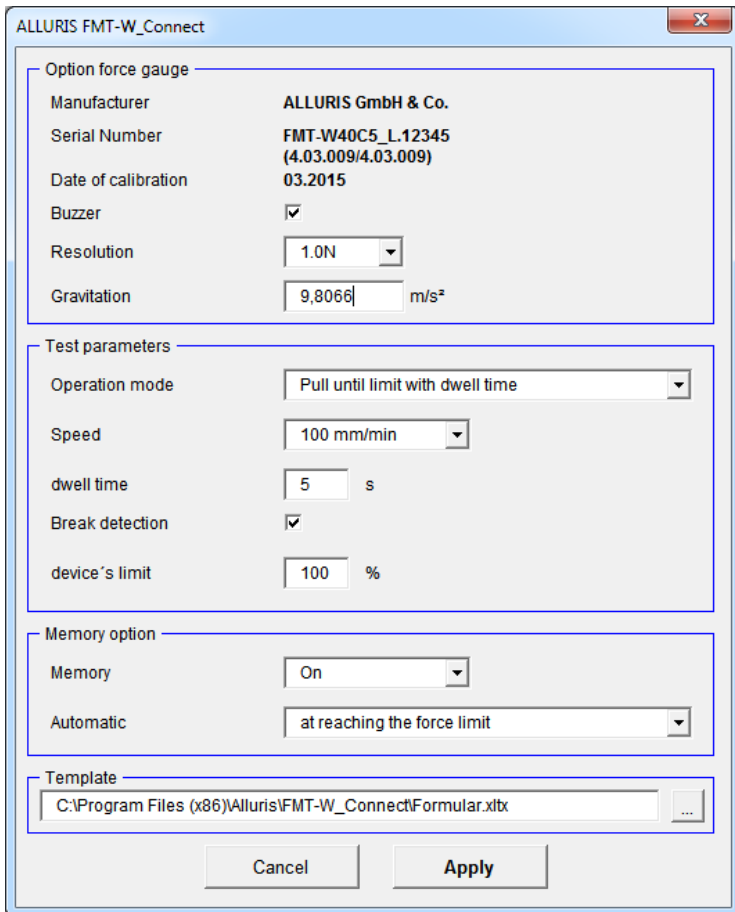 ALLURIS FMT-W_Connect
Option force gauge
Manufacturer ALLURIS GmbH & Co.
Serial Number FMT-W40C5_L.12345
(4.03.009/4.03.009)
Date of calibration 03.2015
Buzzer
Resolution 1.0N
Gravitation 9,8066 m/s²
Test parameters
Operation mode Pull until limit with dwell time
Speed 100 mm/min
dwell time 5 s
Break detection
device´s limit 100 %
Memory option
Memory On
Automatic at reaching the force limit
Template
C:\Program Files (x86)\Alluris\FMT-W_Connect\Formular.xltx ...
Cancel Apply